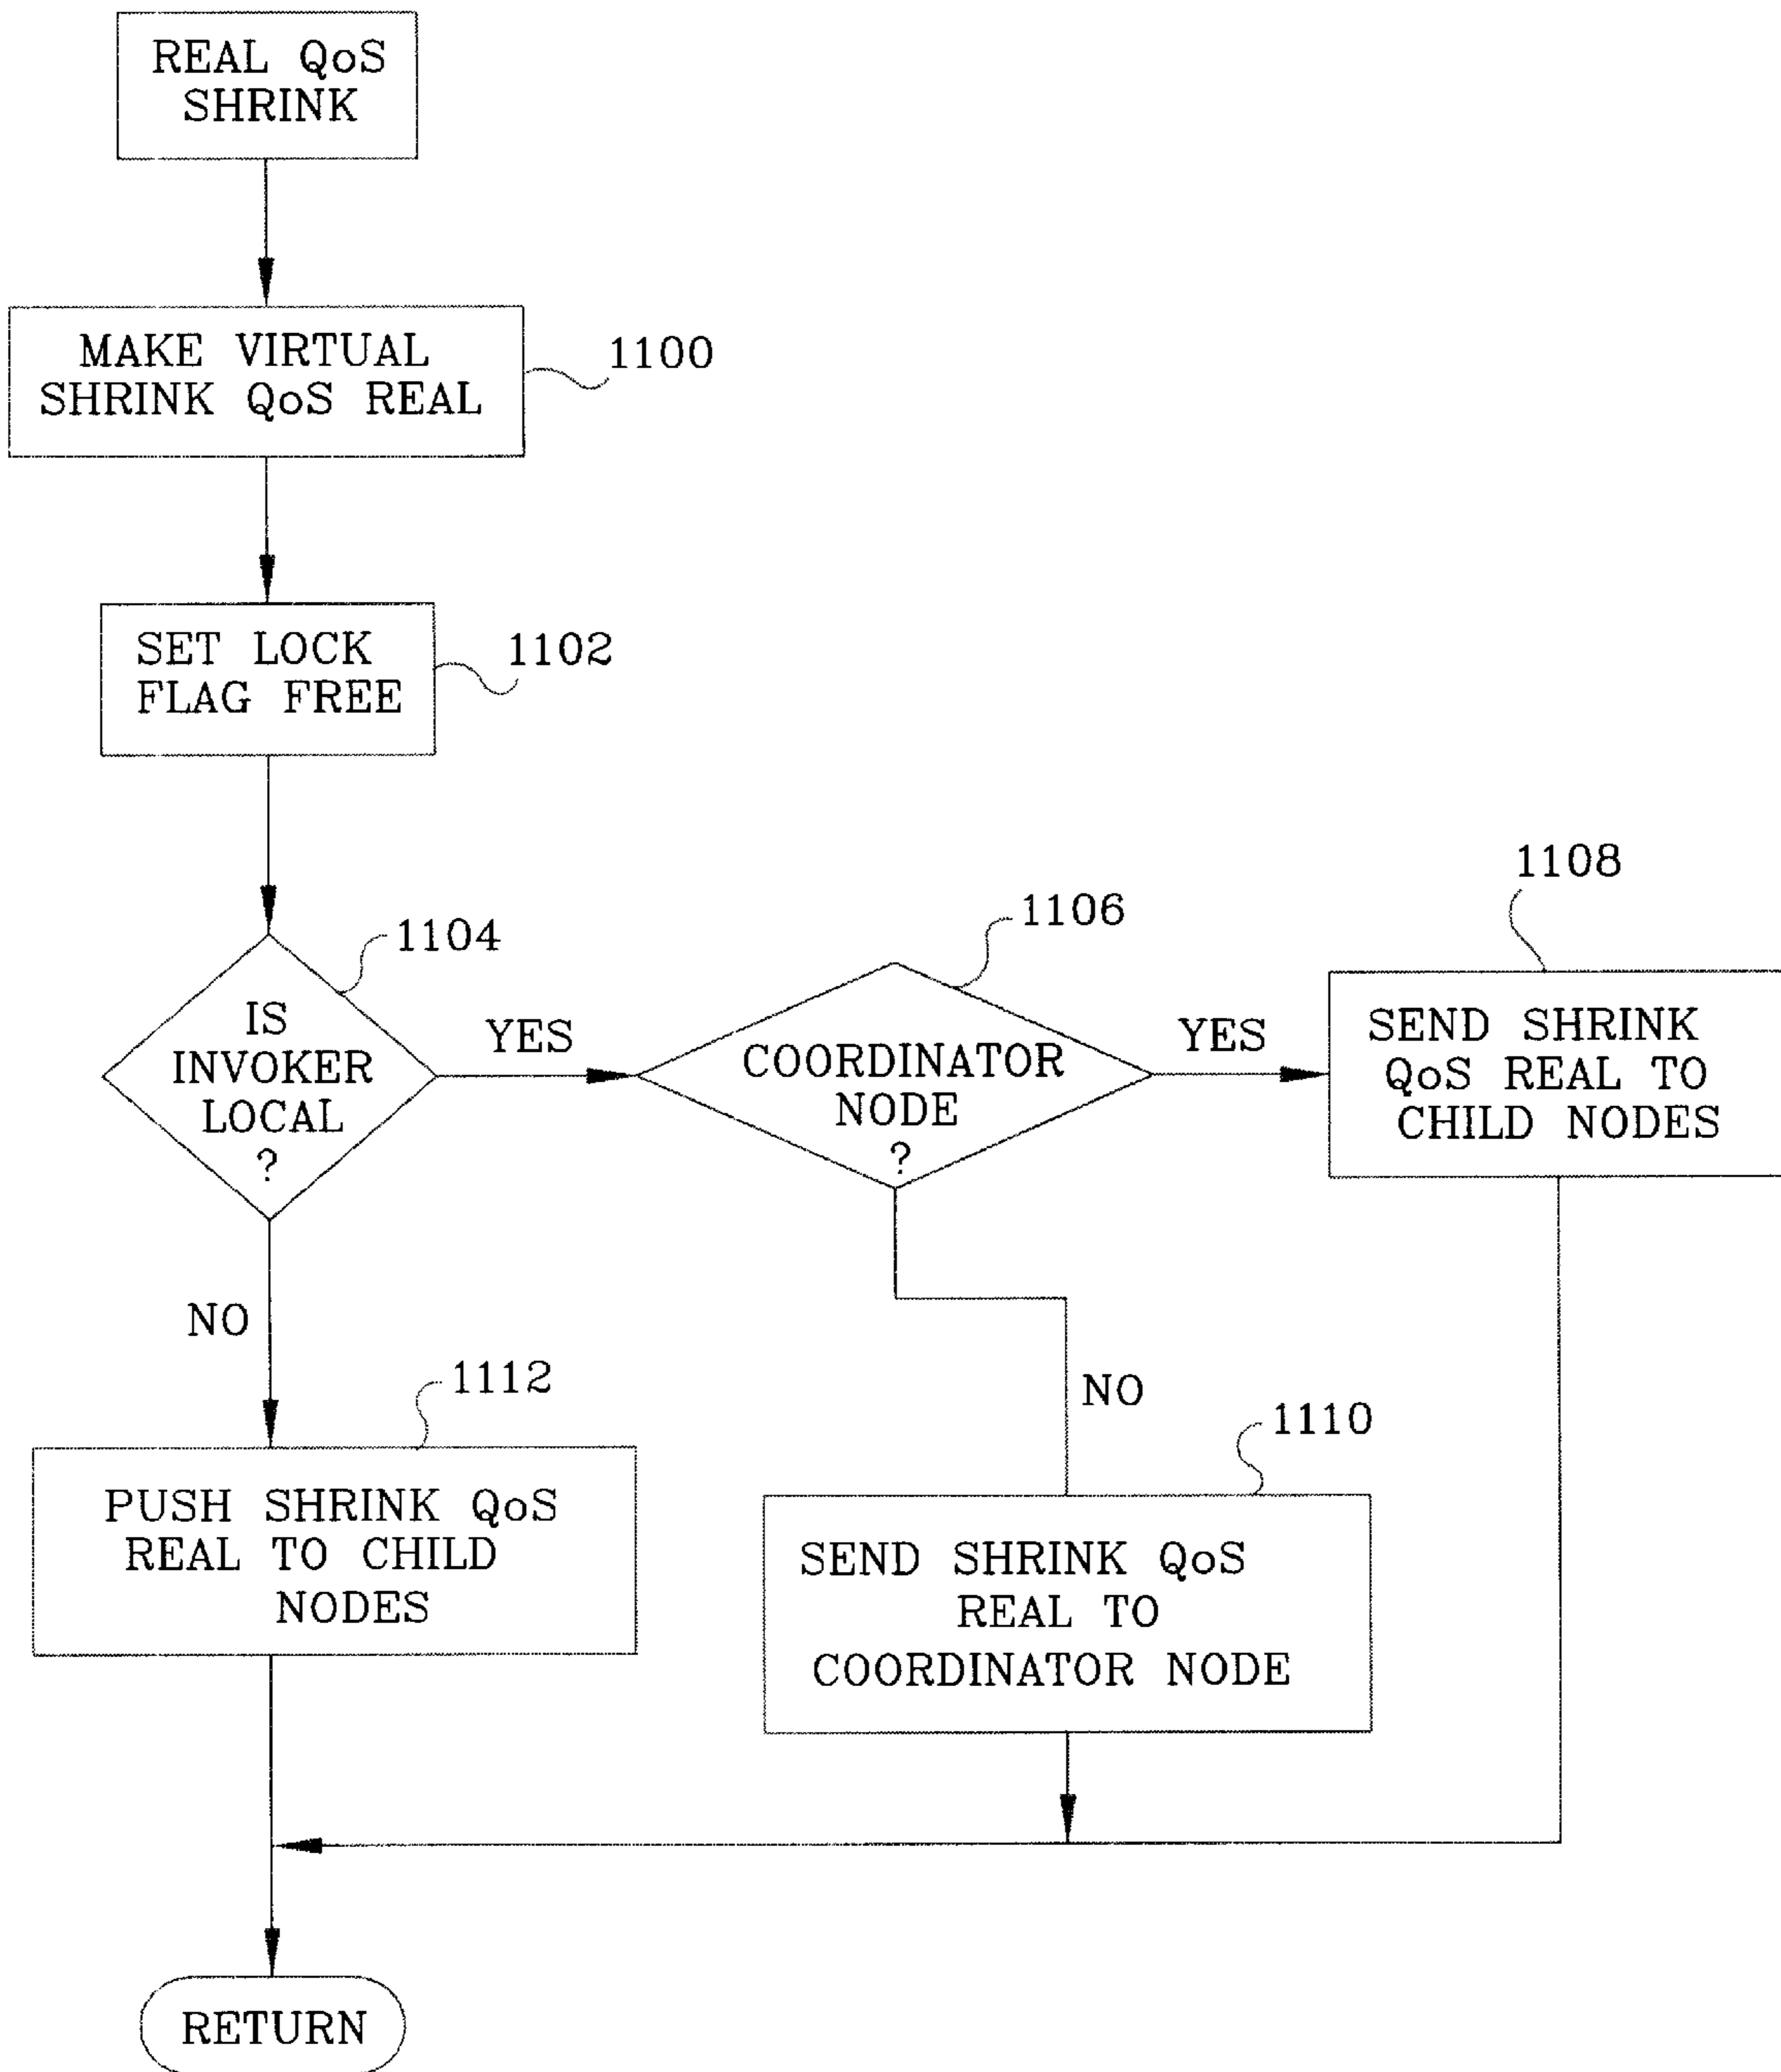 REAL QoS
SHRINK
MAKE VIRTUAL
SHRINK QoS REAL
1100
SET LOCK
FLAG FREE
1102
IS
INVOKER
LOCAL
?
1104
YES
COORDINATOR
NODE
?
1106
YES
SEND SHRINK
QoS REAL TO
CHILD NODES
1108
NO
PUSH SHRINK QoS
REAL TO CHILD
NODES
1112
NO
SEND SHRINK QoS
REAL TO
COORDINATOR NODE
1110
RETURN